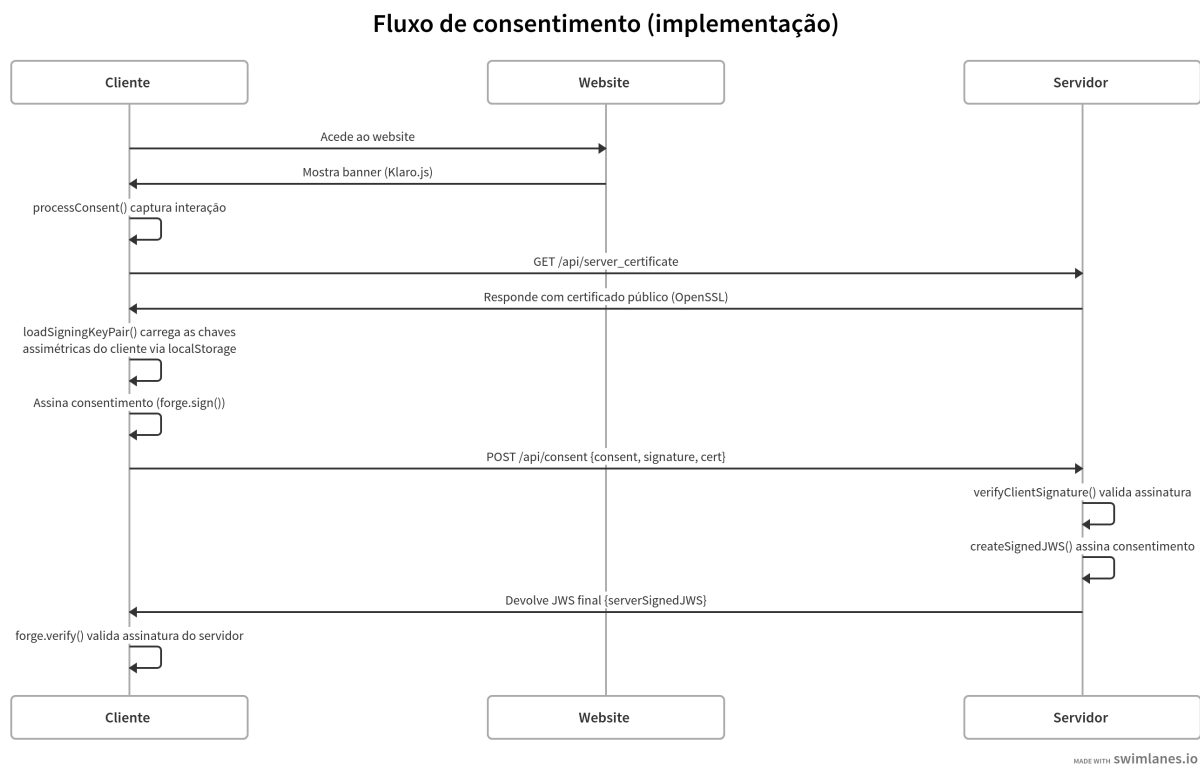 Fluxo de consentimento (implementação)
Cliente
Website
Servidor
Acede ao website
Mostra banner (Klaro.js)
processConsent() captura interação
GET /api/server_certificate
Responde com certificado público (OpenSSL)
loadSigningKeyPair() carrega as chaves
assimétricas do cliente via localStorage
Assina consentimento (forge.sign())
POST /api/consent {consent, signature, cert}
verifyClientSignature() valida assinatura
createSignedJWS() assina consentimento
Devolve JWS final {serverSignedJWS}
forge.verify() valida assinatura do servidor
Cliente
Website
Servidor
MADE WITH swimlanes.io